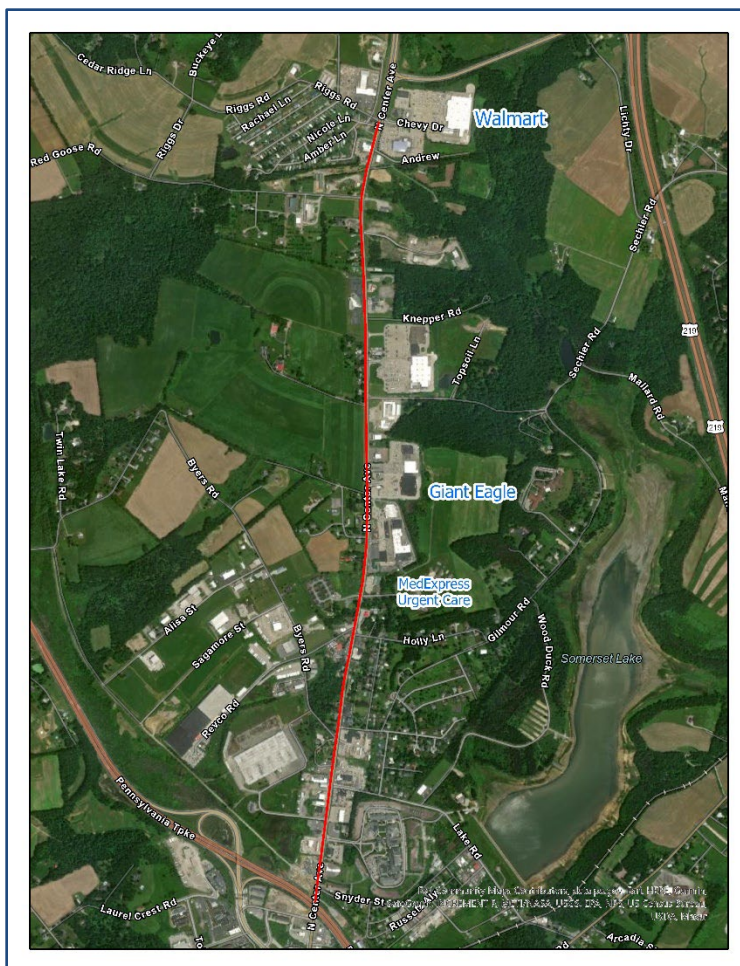 Buckeye L
Cedar Ridge Ln
Riggs Rd
Riggs Rd
Rachael Ln
N Center Ave
Chevy Dr
Walmart
Nicole Ln
Amber Ln
Andrew
Riggs Dr
Red Goose Rd
Lichty Dr
Sechler Rd
Knepper Rd
219
Topsoil Ln
Sechler Rd
Mallard Rd
219
Twin Lake Rd
Byers Rd
N Center Ave
Giant Eagle
Mal
MedExpress
Urgent Care
Alisa St
Sagamore St
Byers Rd
Holly Ln
Gilmour Rd
Wood Duck Rd
Somerset Lake
Revco Rd
Pennsylvania Tpke
Lake Rd
N Center Ave
Snyder St
Russell
Laurel Crest Rd
To
Rd
Arcadia S